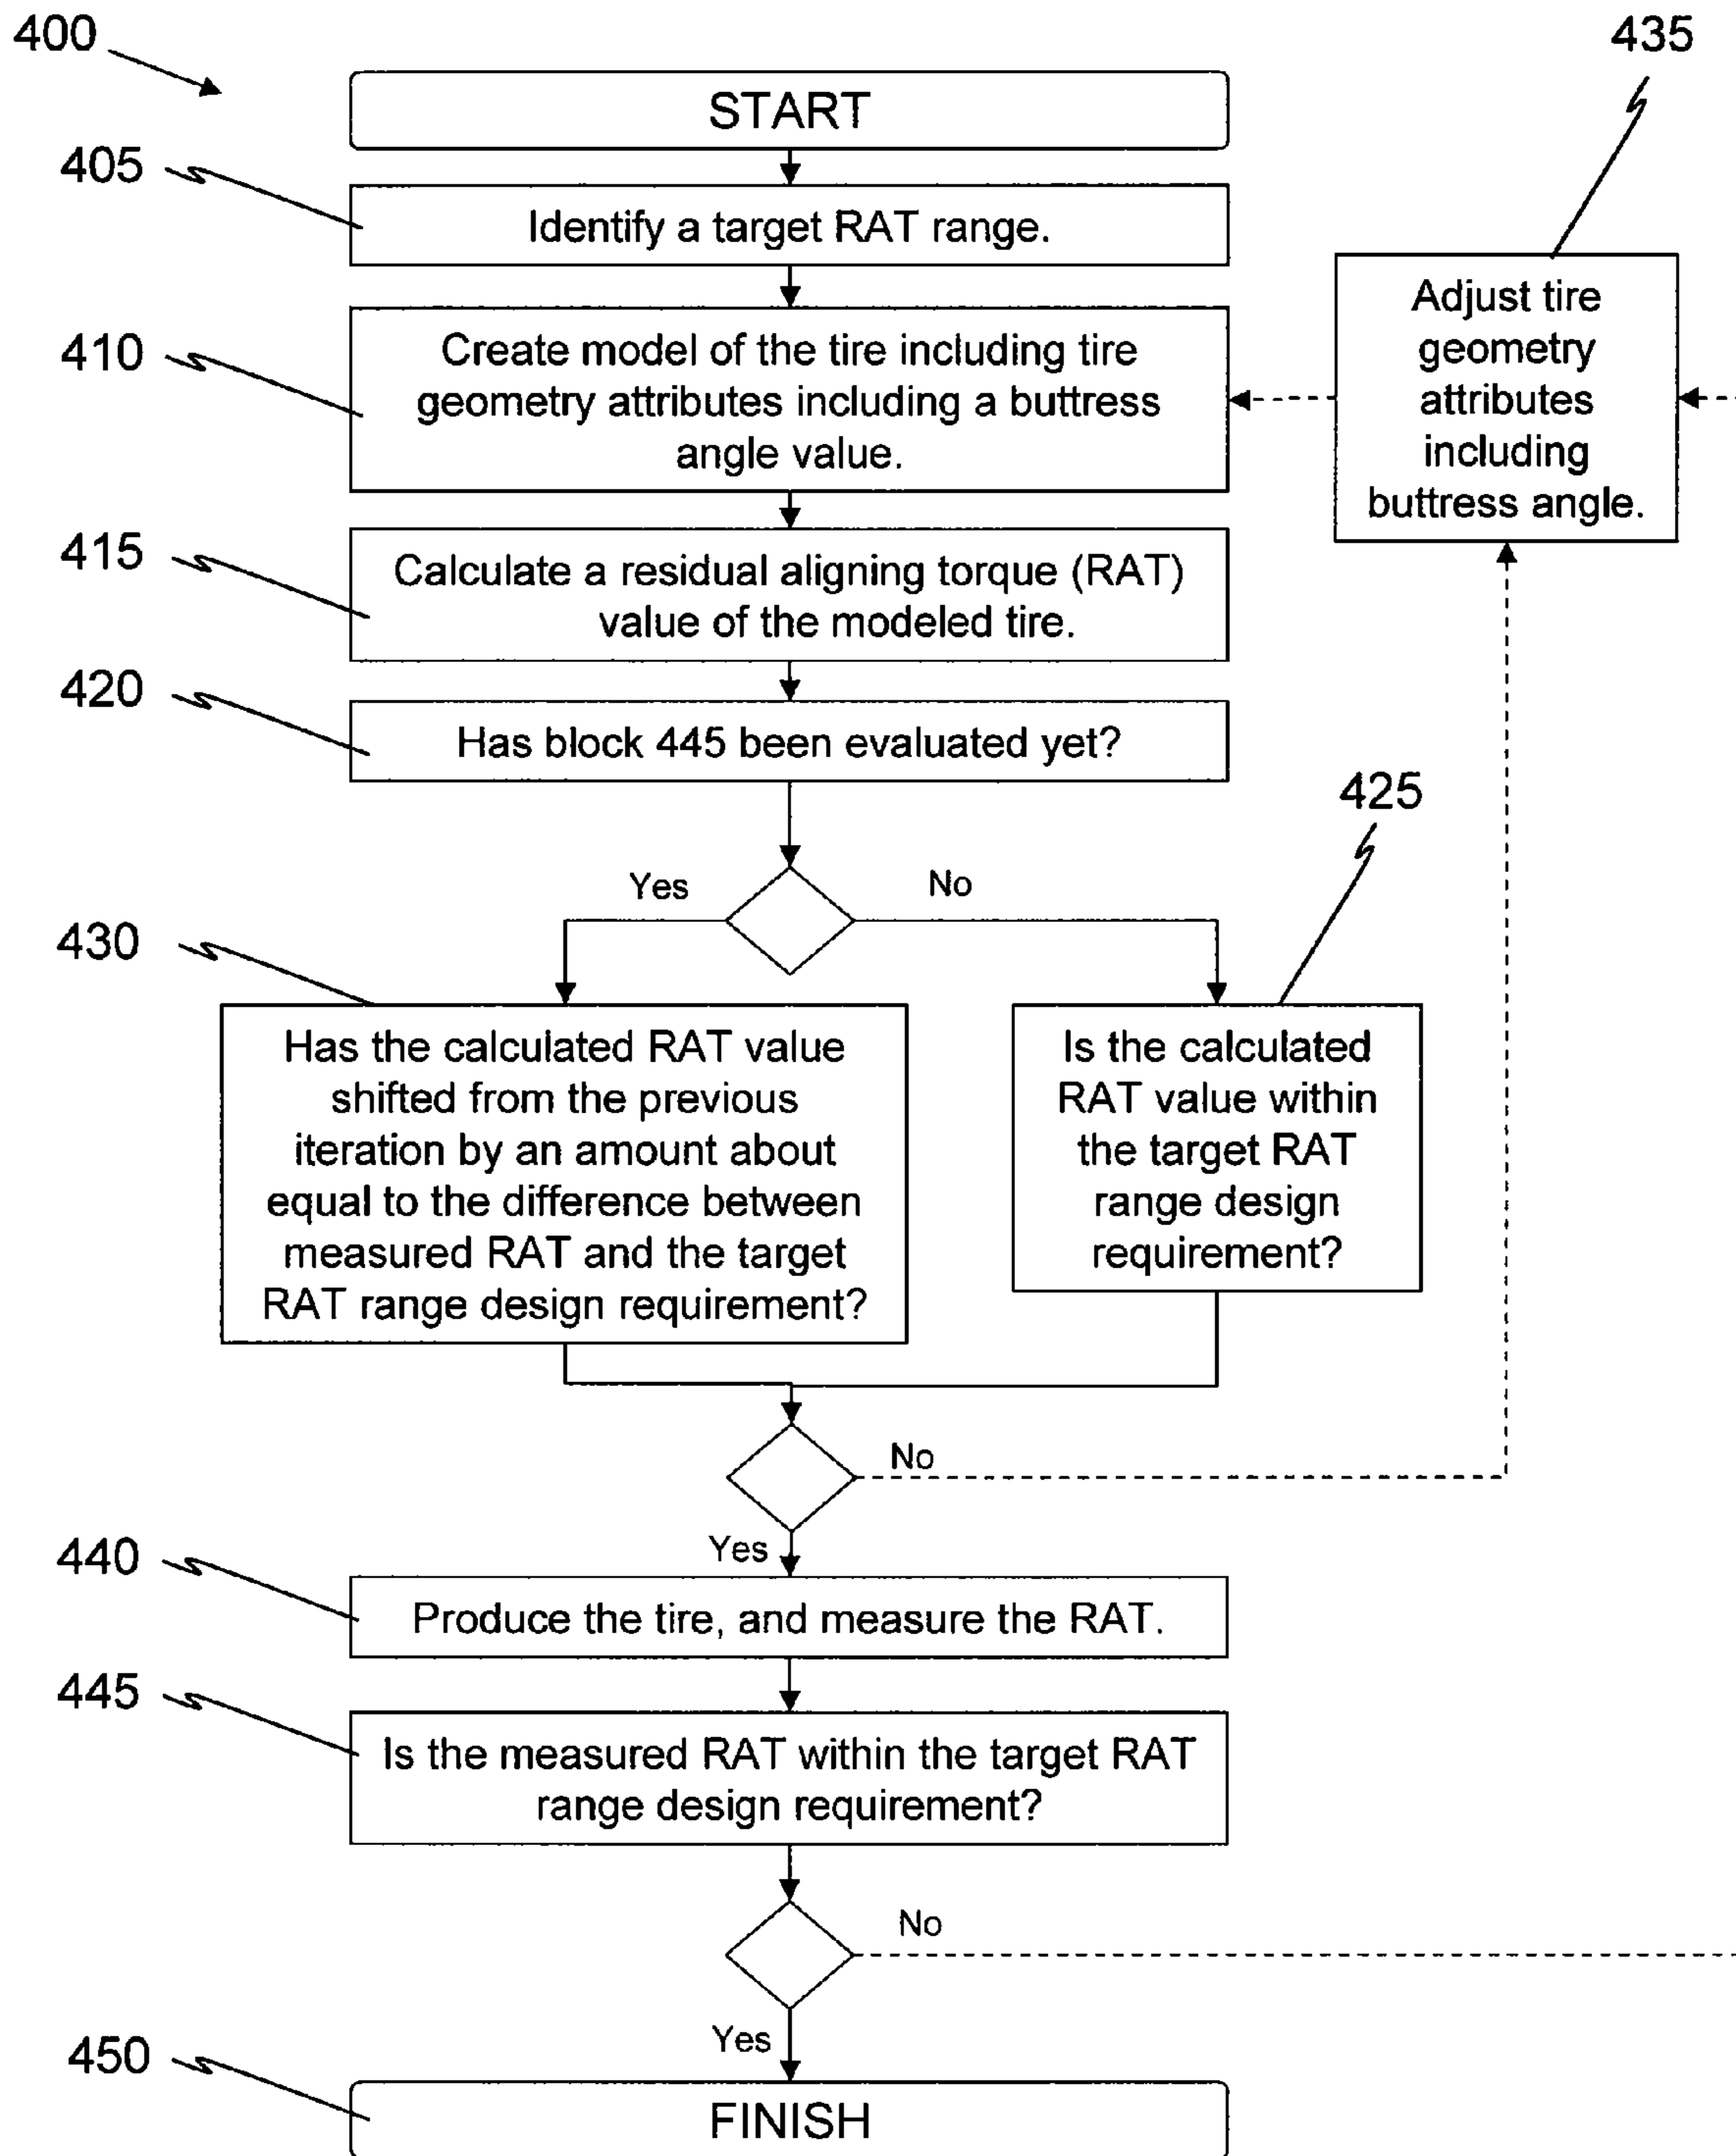 400
435
START
405
Identify a target RAT range.
410
Create model of the tire including tire
geometry attributes including a buttress
angle value.
Adjust tire
geometry
attributes
including
buttress angle.
415
Calculate a residual aligning torque (RAT)
value of the modeled tire.
420
Has block 445 been evaluated yet?
425
Yes
No
430
Has the calculated RAT value
shifted from the previous
iteration by an amount about
equal to the difference between
measured RAT and the target
RAT range design requirement?
Is the calculated
RAT value within
the target RAT
range design
requirement?
No
Yes
440
Produce the tire, and measure the RAT.
445
Is the measured RAT within the target RAT
range design requirement?
No
Yes
450
FINISH